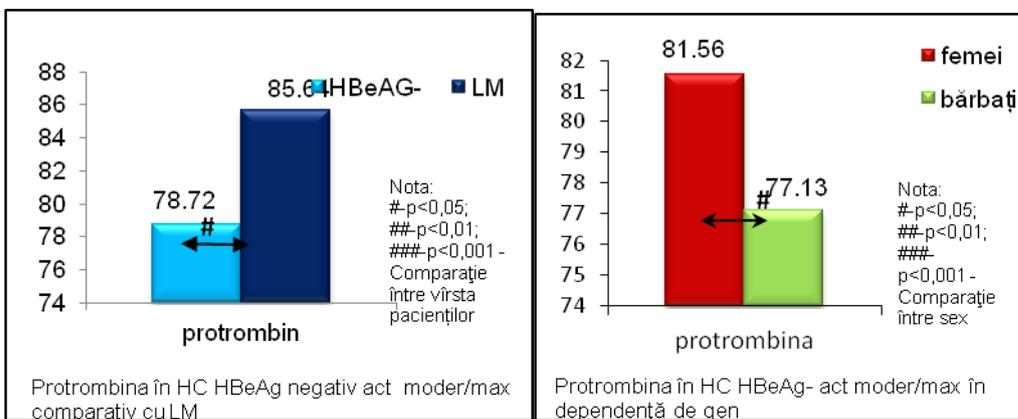 88
86
84
82
80
78
76
74
85.64
HBeAG-
LM
78.72
#
protrombin
Nota:
#-p<0,05;
##-p<0,01;
###-p<0,001 -
Comparaţie
între vîrsta
pacienților
Protrombina în HC HBeAg negativ act moder/max
comparativ cu LM
81.56
82
81
80
79
78
77
76
75
74
femei
bărbați
77.13
#
protrombina
Nota:
#-p<0,05;
##-p<0,01;
###-
p<0,001 -
Comparaţie
între sex
Protrombina în HC HBeAg- act moder/max în
dependență de gen